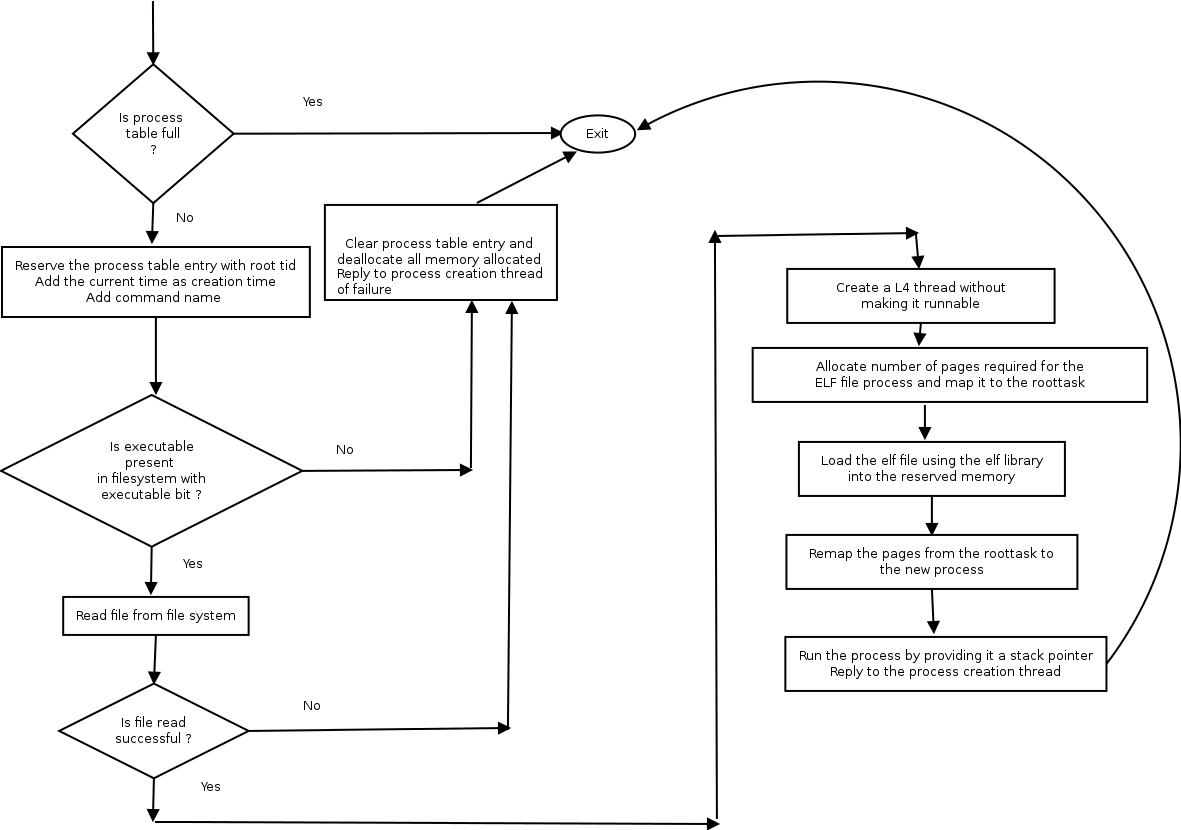 Is process
table full
?
Yes
Exit
No
Reserve the process table entry with root tid
Add the current time as creation time
Add command name
Clear process table entry and
deallocate all memory allocated
Reply to process creation thread
of failure
Is executable
present
in filesystem with
executable bit ?
No
Yes
Read file from file system
Is file read
successful ?
No
Yes
Create a L4 thread without
making it runnable
Allocate number of pages required for the
ELF file process and map it to the roottask
Load the elf file using the elf library
into the reserved memory
Remap the pages from the roottask to
the new process
Run the process by providing it a stack pointer
Reply to the process creation thread